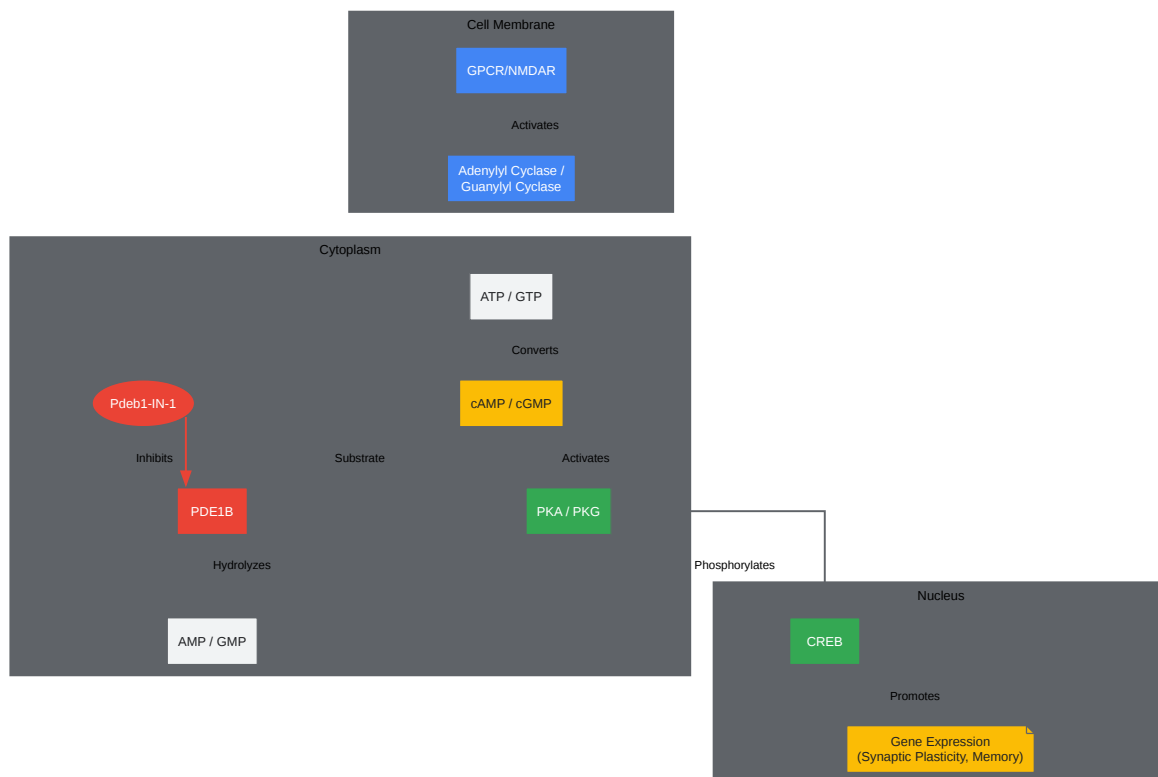 Cell Membrane
GPCR/NMDAR
Activates
Adenylyl Cyclase /
Guanylyl Cyclase
Cytoplasm
ATP / GTP
Converts
Pdeb1-IN-1
cAMP / cGMP
Inhibits
Substrate
Activates
PDE1B
PKA / PKG
Hydrolyzes
Phosphorylates
AMP / GMP
Nucleus
CREB
Promotes
Gene Expression
(Synaptic Plasticity, Memory)